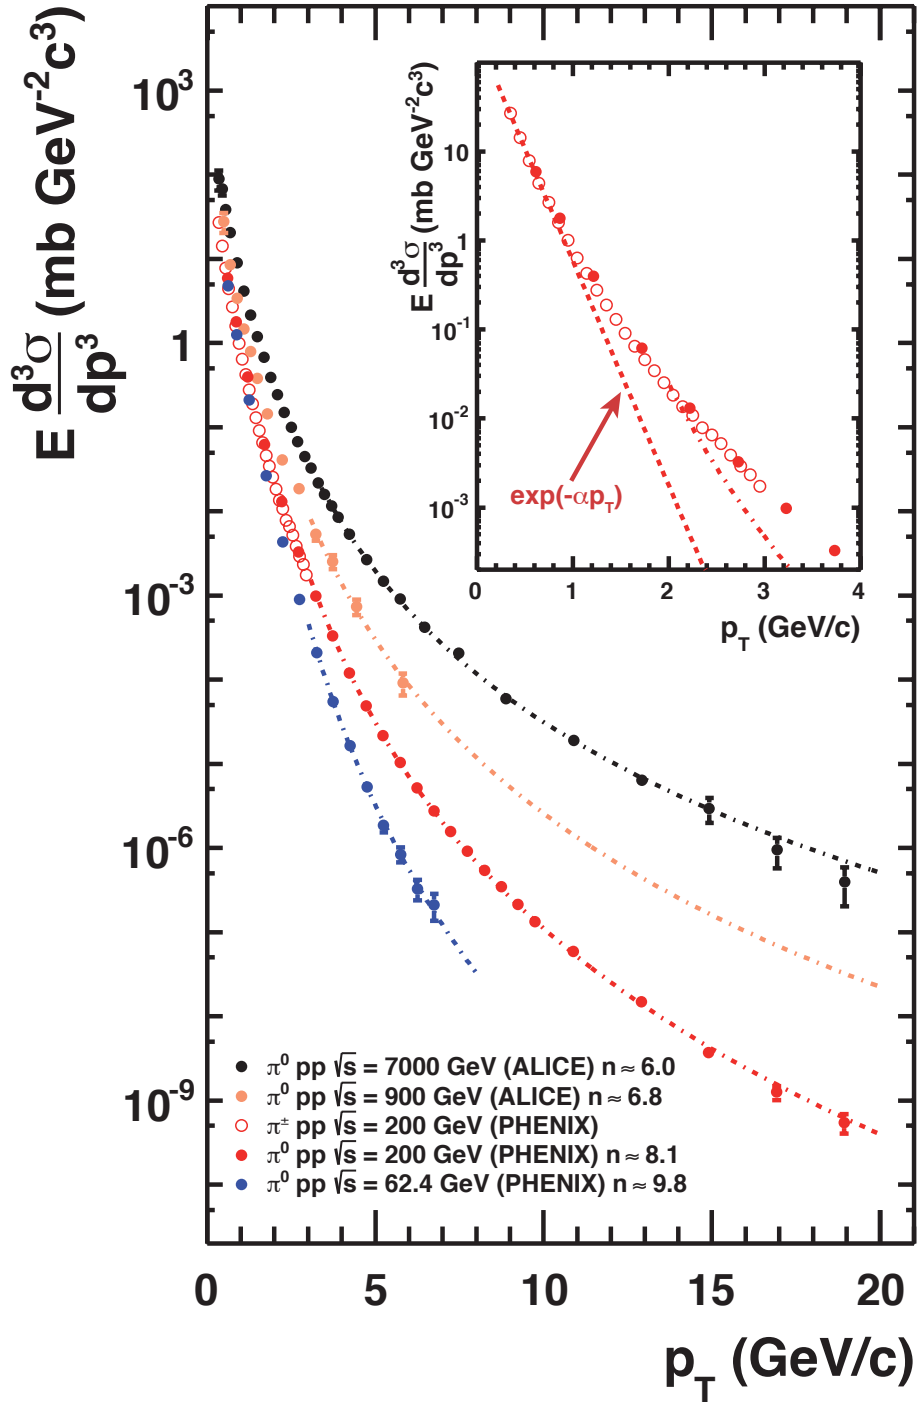 E d³σ/dp³ (mb GeV⁻²c³)
10³
1
10⁻³
10⁻⁶
10⁻⁹
E d³σ/dp³ (mb GeV⁻²c³)
10
1
10⁻¹
10⁻²
10⁻³
exp(-αp_T)
0 1 2 3 4
p_T (GeV/c)
π⁰ pp √s = 7000 GeV (ALICE) n ≈ 6.0
π⁰ pp √s = 900 GeV (ALICE) n ≈ 6.8
π± pp √s = 200 GeV (PHENIX)
π⁰ pp √s = 200 GeV (PHENIX) n ≈ 8.1
π⁰ pp √s = 62.4 GeV (PHENIX) n ≈ 9.8
0 5 10 15 20
p_T (GeV/c)